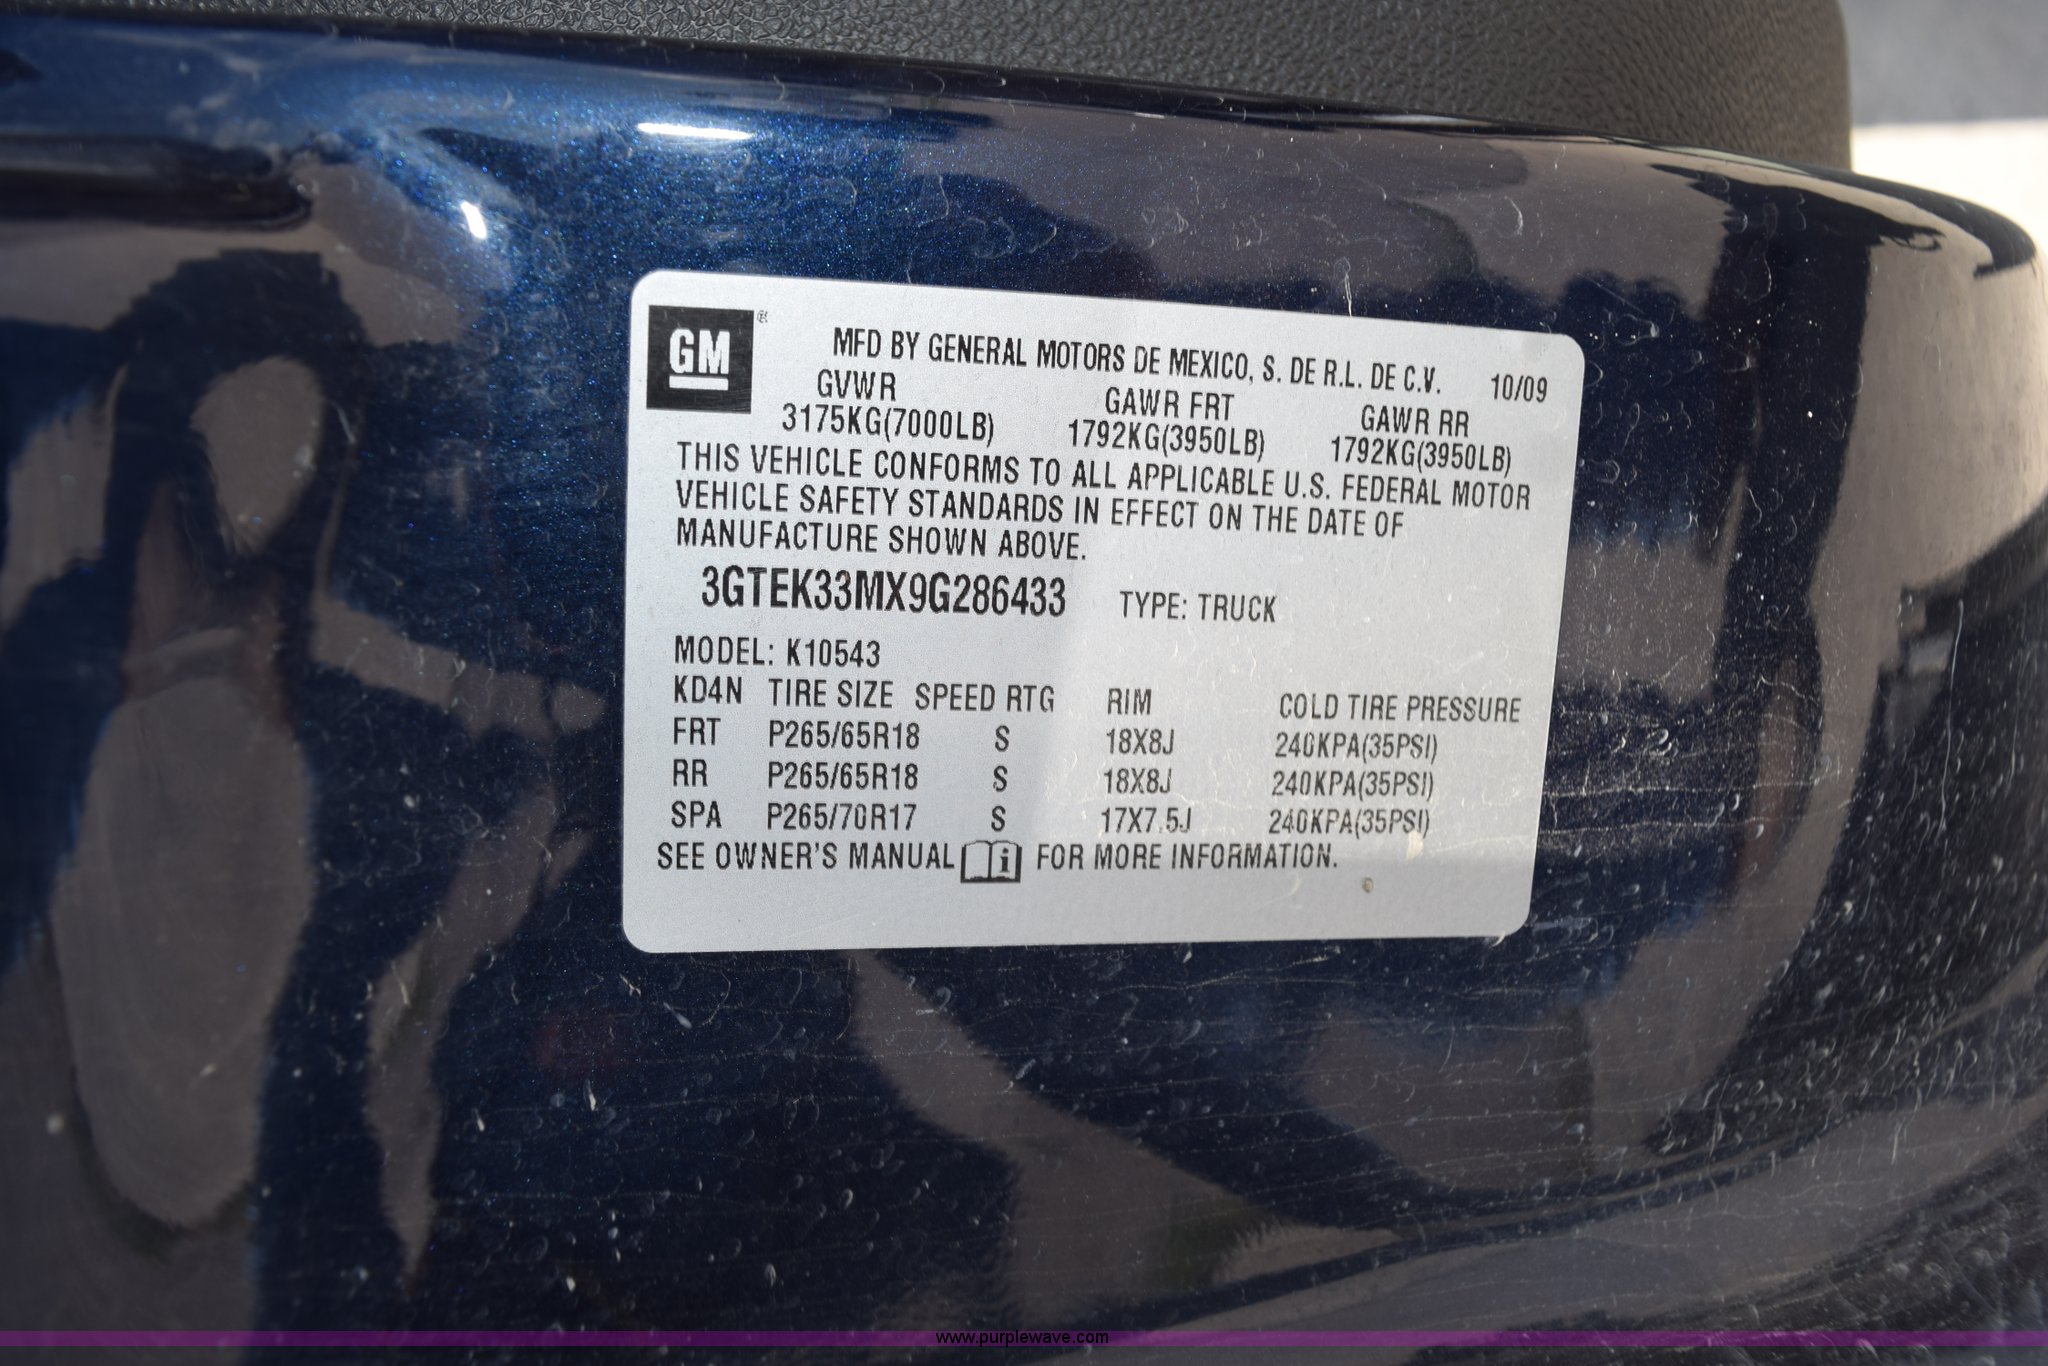 GM ®
MFD BY GENERAL MOTORS DE MEXICO, S. DE R.L. DE C.V. 10/09
GVWR GAWR FRT GAWR RR
3175KG(7000LB) 1792KG(3950LB) 1792KG(3950LB)
THIS VEHICLE CONFORMS TO ALL APPLICABLE U.S. FEDERAL MOTOR
VEHICLE SAFETY STANDARDS IN EFFECT ON THE DATE OF
MANUFACTURE SHOWN ABOVE.
3GTEK33MX9G286433 TYPE: TRUCK
MODEL: K10543
KD4N TIRE SIZE SPEED RTG RIM COLD TIRE PRESSURE
FRT P265/65R18 S 18X8J 240KPA(35PSI)
RR P265/65R18 S 18X8J 240KPA(35PSI)
SPA P265/70R17 S 17X7.5J 240KPA(35PSI)
SEE OWNER'S MANUAL i FOR MORE INFORMATION.
www.purplewave.com